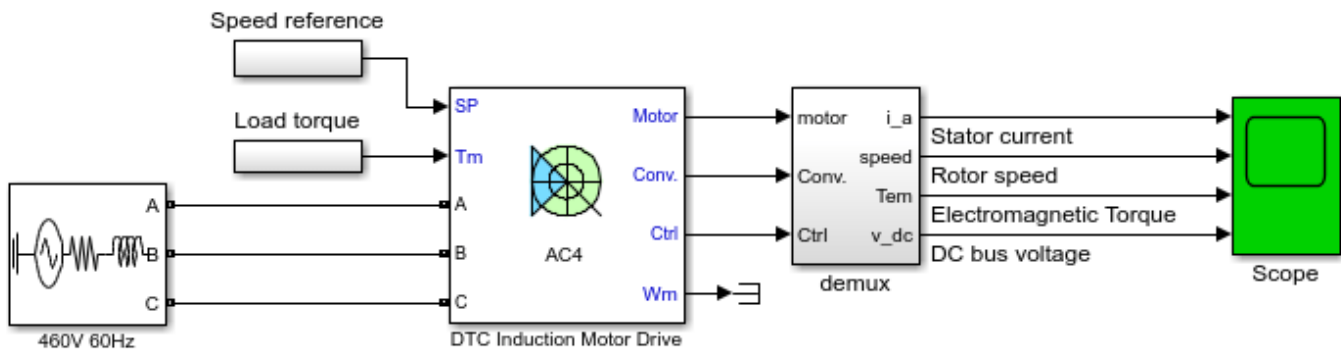 Speed reference
Load torque
A
B
C
460V 60Hz
SP
Tm
A
B
C
Motor
Conv.
Ctrl
Wm
AC4
DTC Induction Motor Drive
motor
Conv.
Ctrl
i_a
speed
Tem
v_dc
demux
Stator current
Rotor speed
Electromagnetic Torque
DC bus voltage
Scope